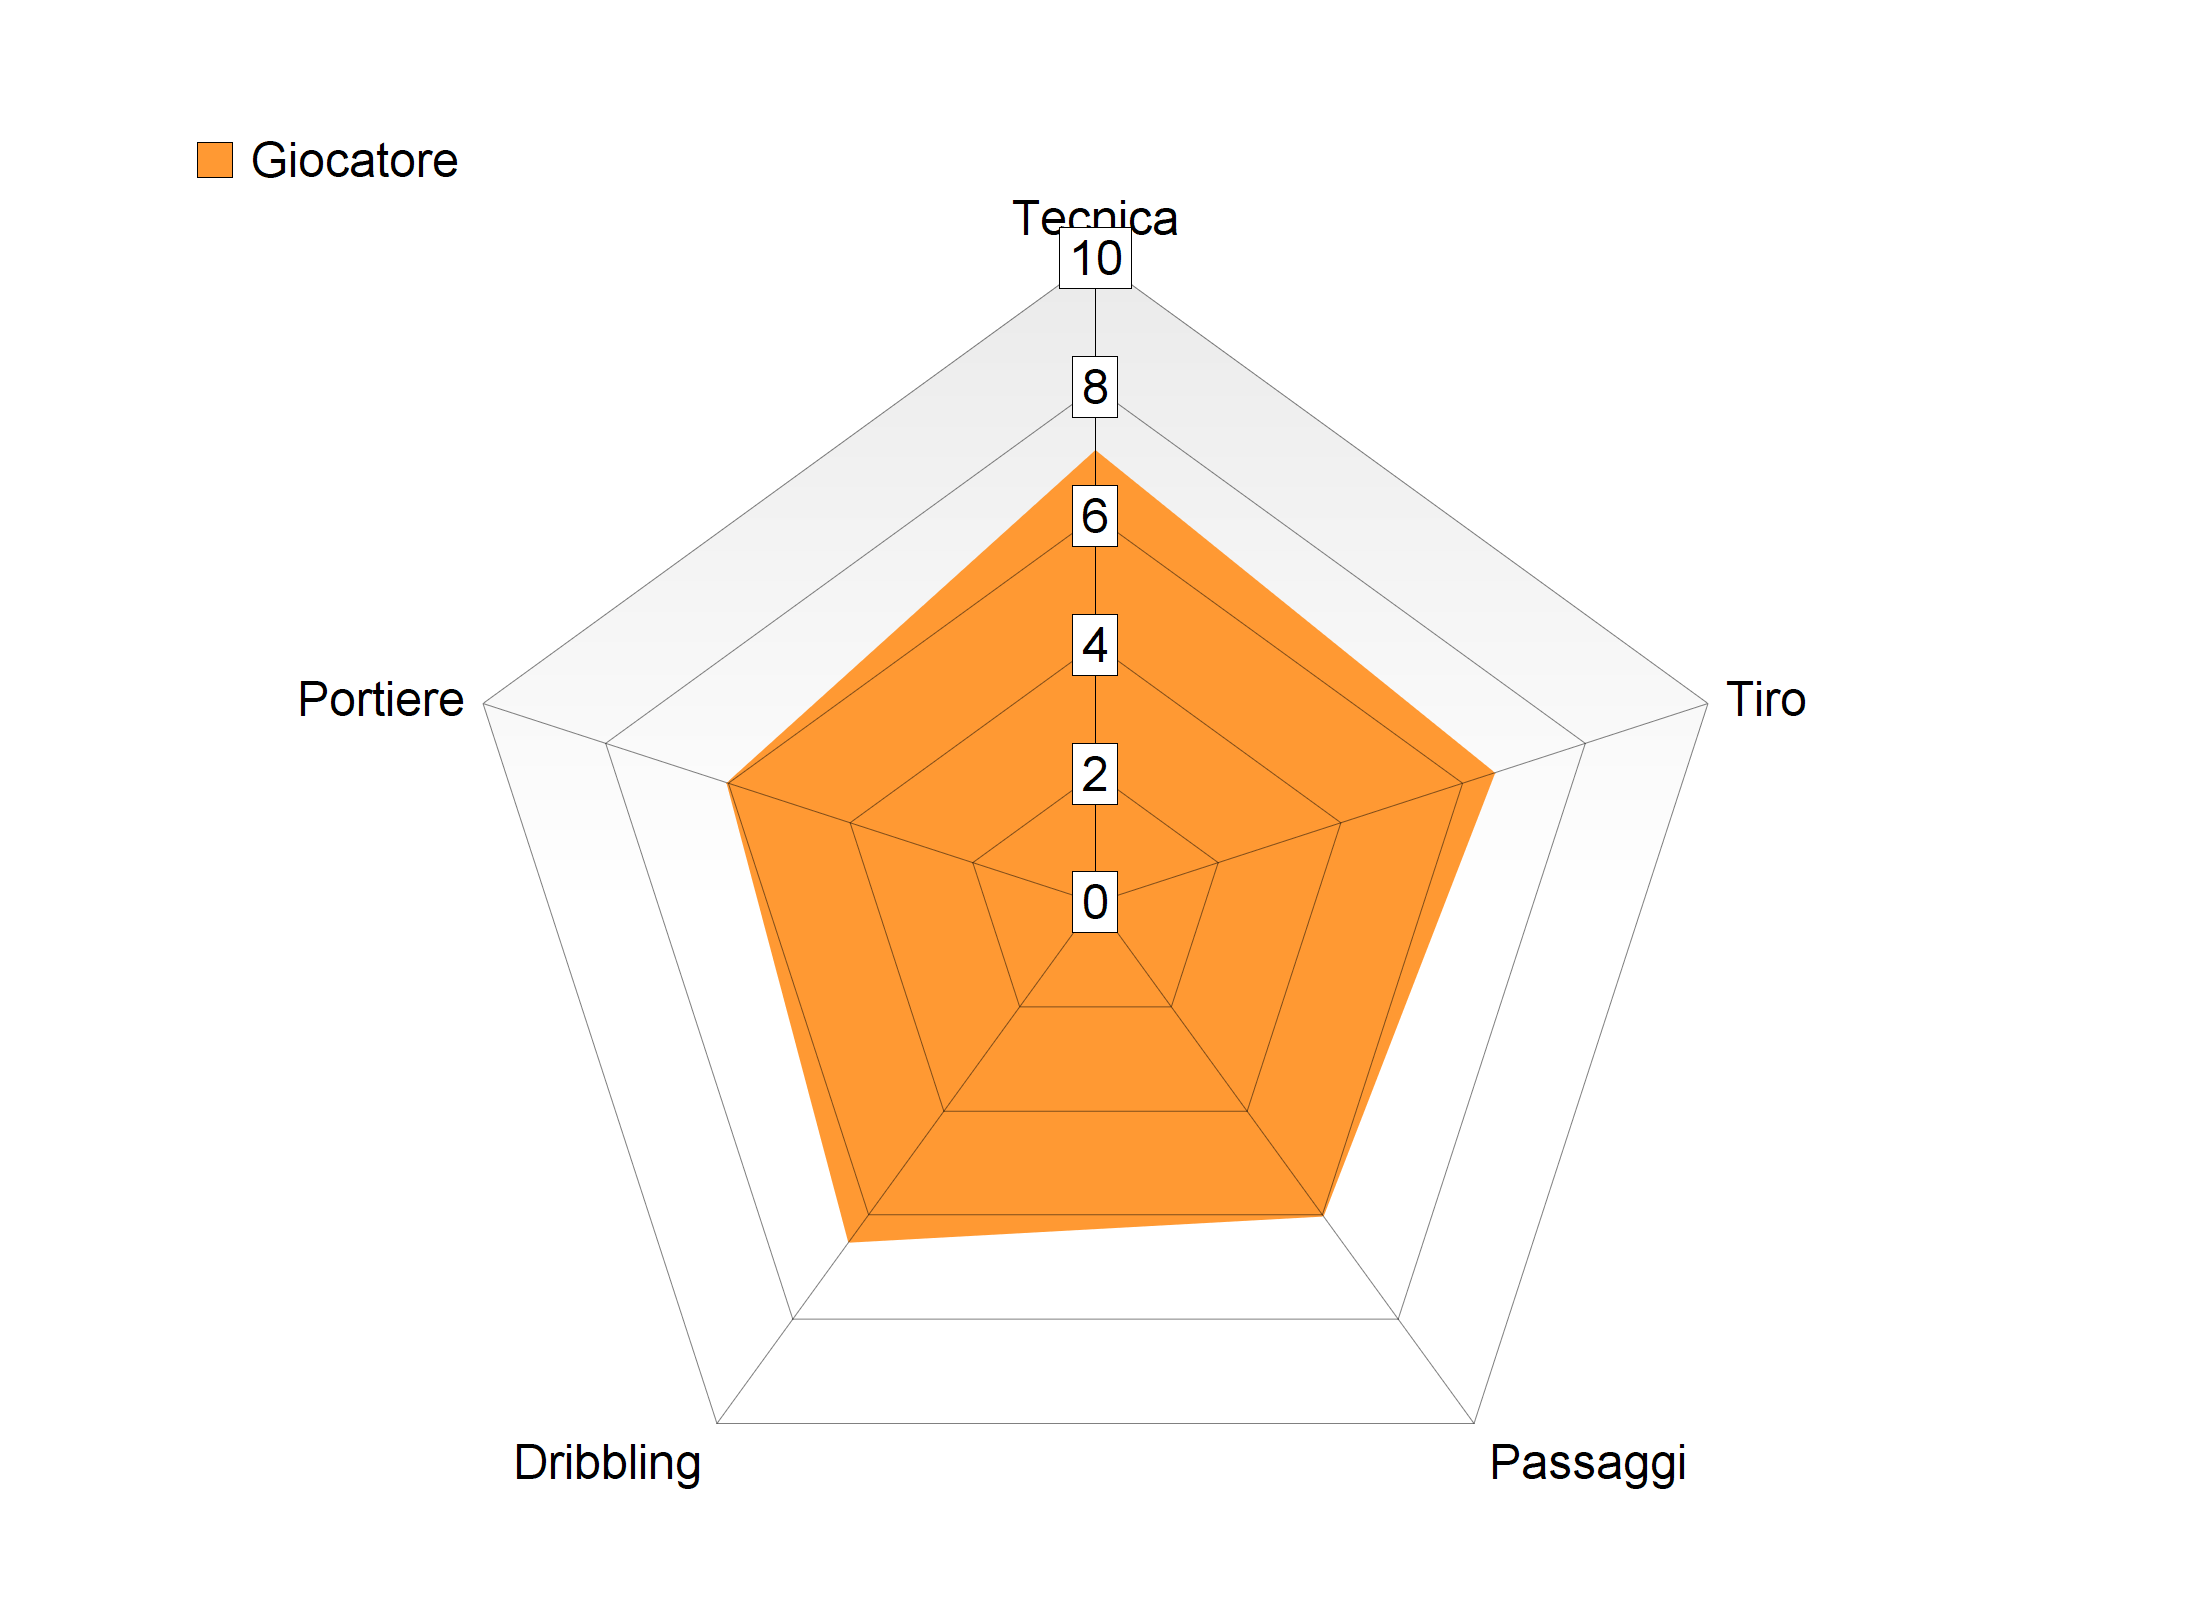 Giocatore
Tecnica
10
8
6
4
2
0
Portiere
Tiro
Dribbling
Passaggi